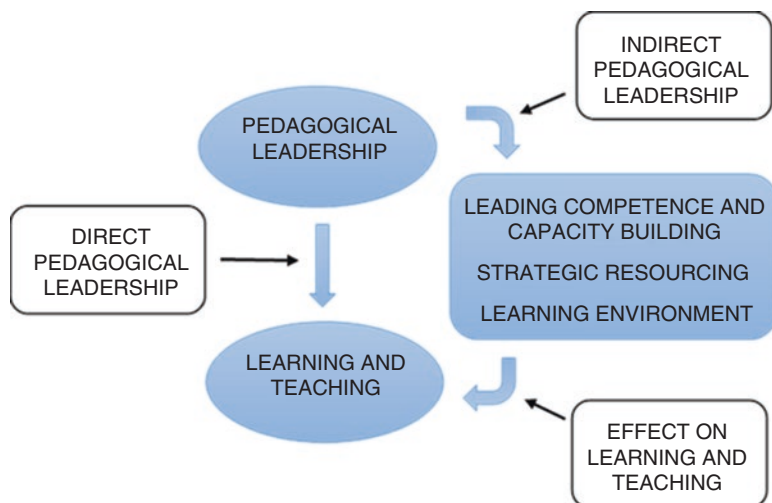 INDIRECT
PEDAGOGICAL
LEADERSHIP
PEDAGOGICAL
LEADERSHIP
LEADING COMPETENCE AND
CAPACITY BUILDING
STRATEGIC RESOURCING
LEARNING ENVIRONMENT
DIRECT
PEDAGOGICAL
LEADERSHIP
LEARNING AND
TEACHING
EFFECT ON
LEARNING AND
TEACHING